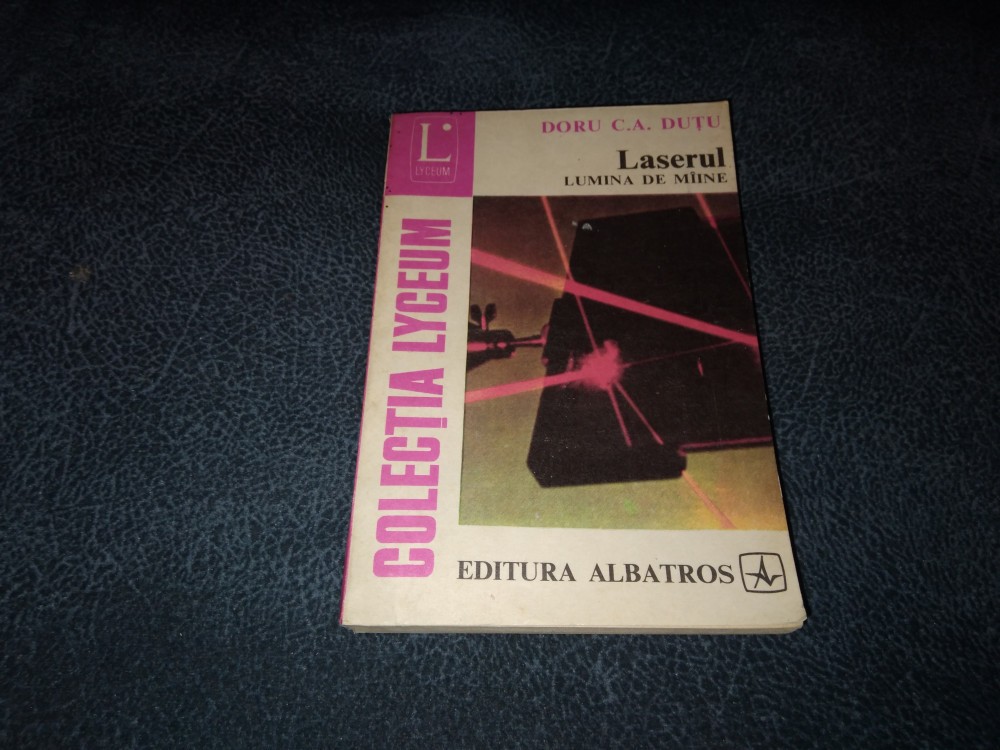 L
LYCEUM
DORU C.A. DUȚU
Laserul
LUMINA DE MÎINE
COLECȚIA LYCEUM
EDITURA ALBATROS